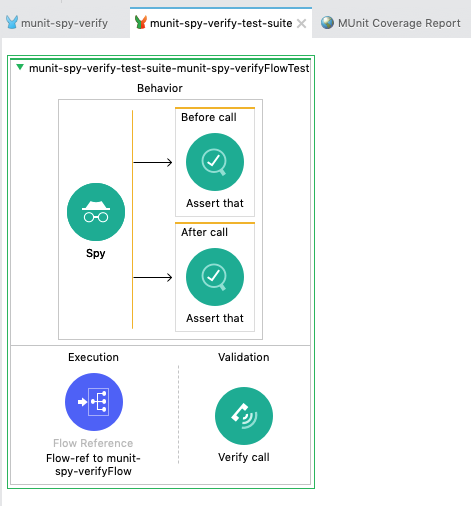 munit-spy-verify
munit-spy-verify-test-suite
MUnit Coverage Report
munit-spy-verify-test-suite-munit-spy-verifyFlowTest
Behavior
Before call
Assert that
Spy
After call
Assert that
Execution
Validation
Flow Reference
Flow-ref to munit-
spy-verifyFlow
Verify call